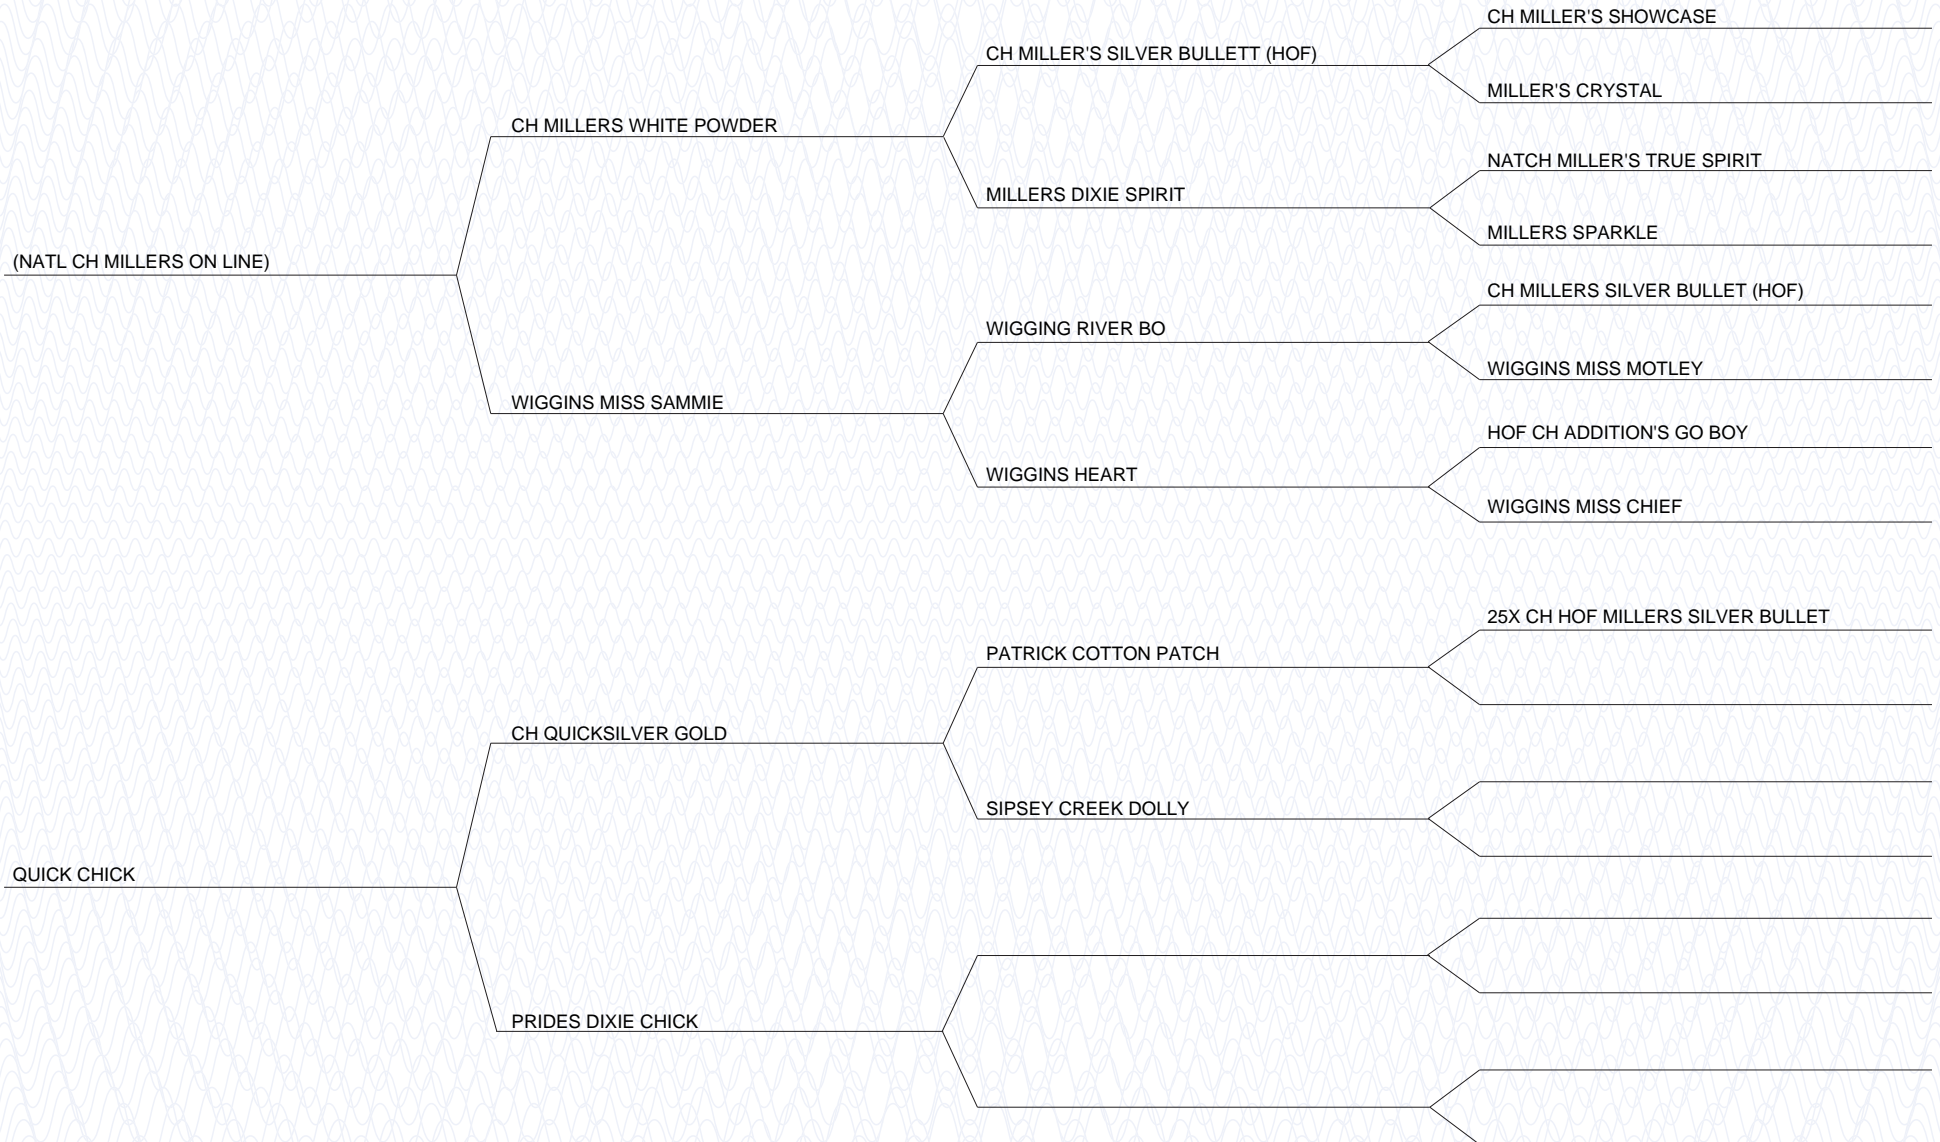 CH MILLER'S SHOWCASE
CH MILLER'S SILVER BULLETT (HOF)
MILLER'S CRYSTAL
CH MILLERS WHITE POWDER
NATCH MILLER'S TRUE SPIRIT
MILLERS DIXIE SPIRIT
MILLERS SPARKLE
(NATL CH MILLERS ON LINE)
CH MILLERS SILVER BULLET (HOF)
WIGGING RIVER BO
WIGGINS MISS MOTLEY
WIGGINS MISS SAMMIE
HOF CH ADDITION'S GO BOY
WIGGINS HEART
WIGGINS MISS CHIEF
25X CH HOF MILLERS SILVER BULLET
PATRICK COTTON PATCH
CH QUICKSILVER GOLD
SIPSEY CREEK DOLLY
QUICK CHICK
PRIDES DIXIE CHICK